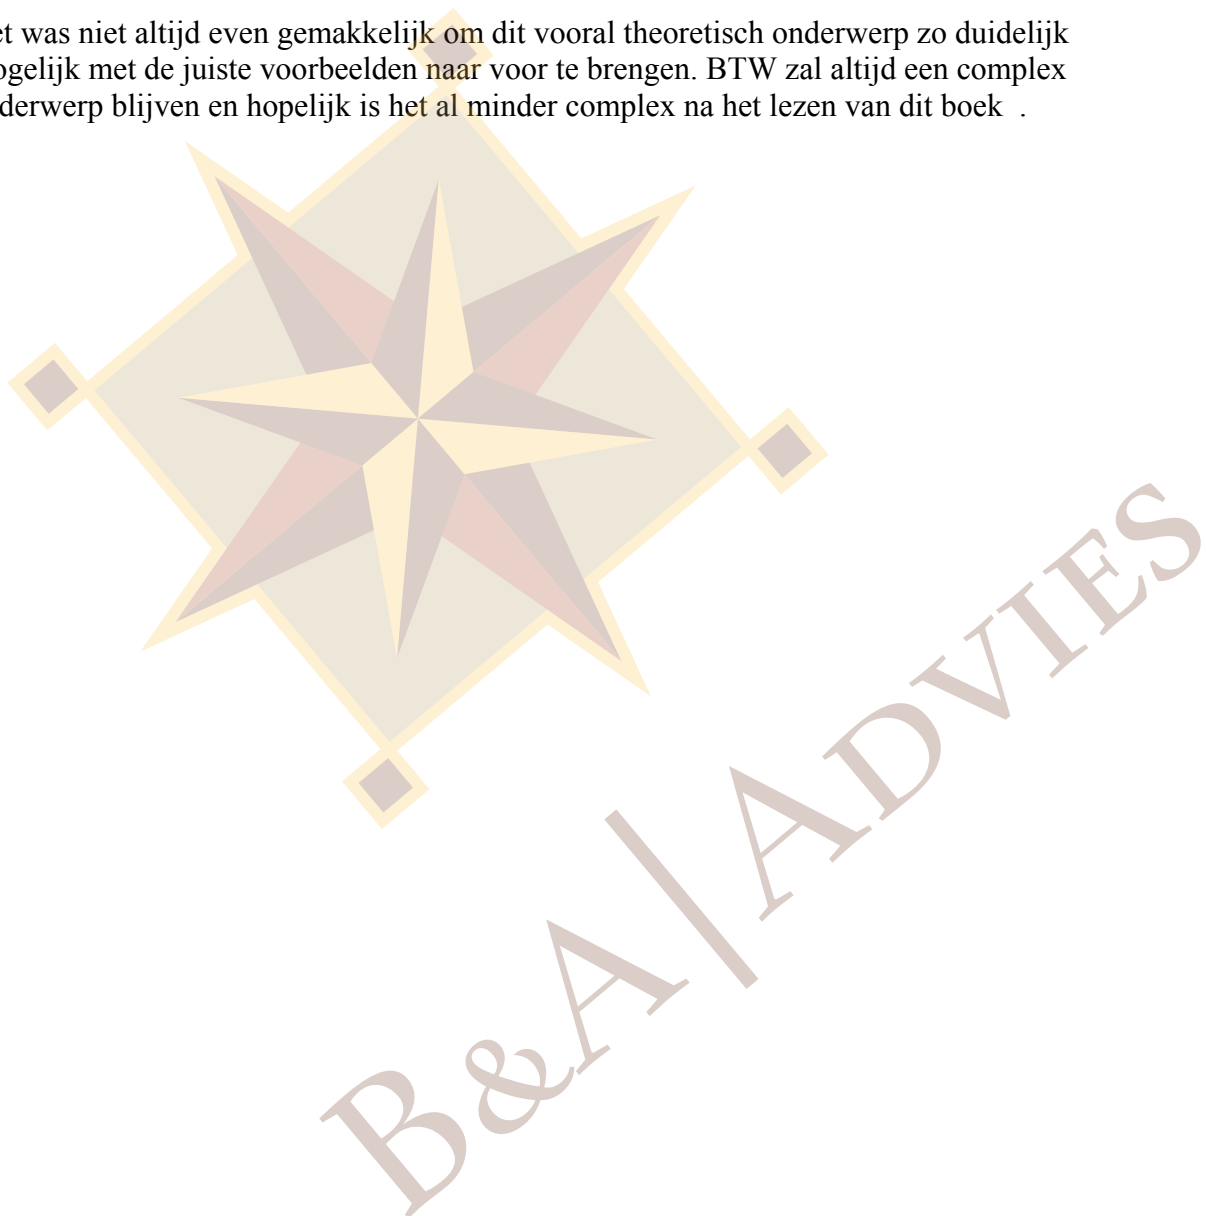 et was niet altijd even gemakkelijk om dit vooral theoretisch onderwerp zo duidelijk
ogelijk met de juiste voorbeelden naar voor te brengen. BTW zal altijd een complex
derwerp blijven en hopelijk is het al minder complex na het lezen van dit boek .
B&A|ADVIES